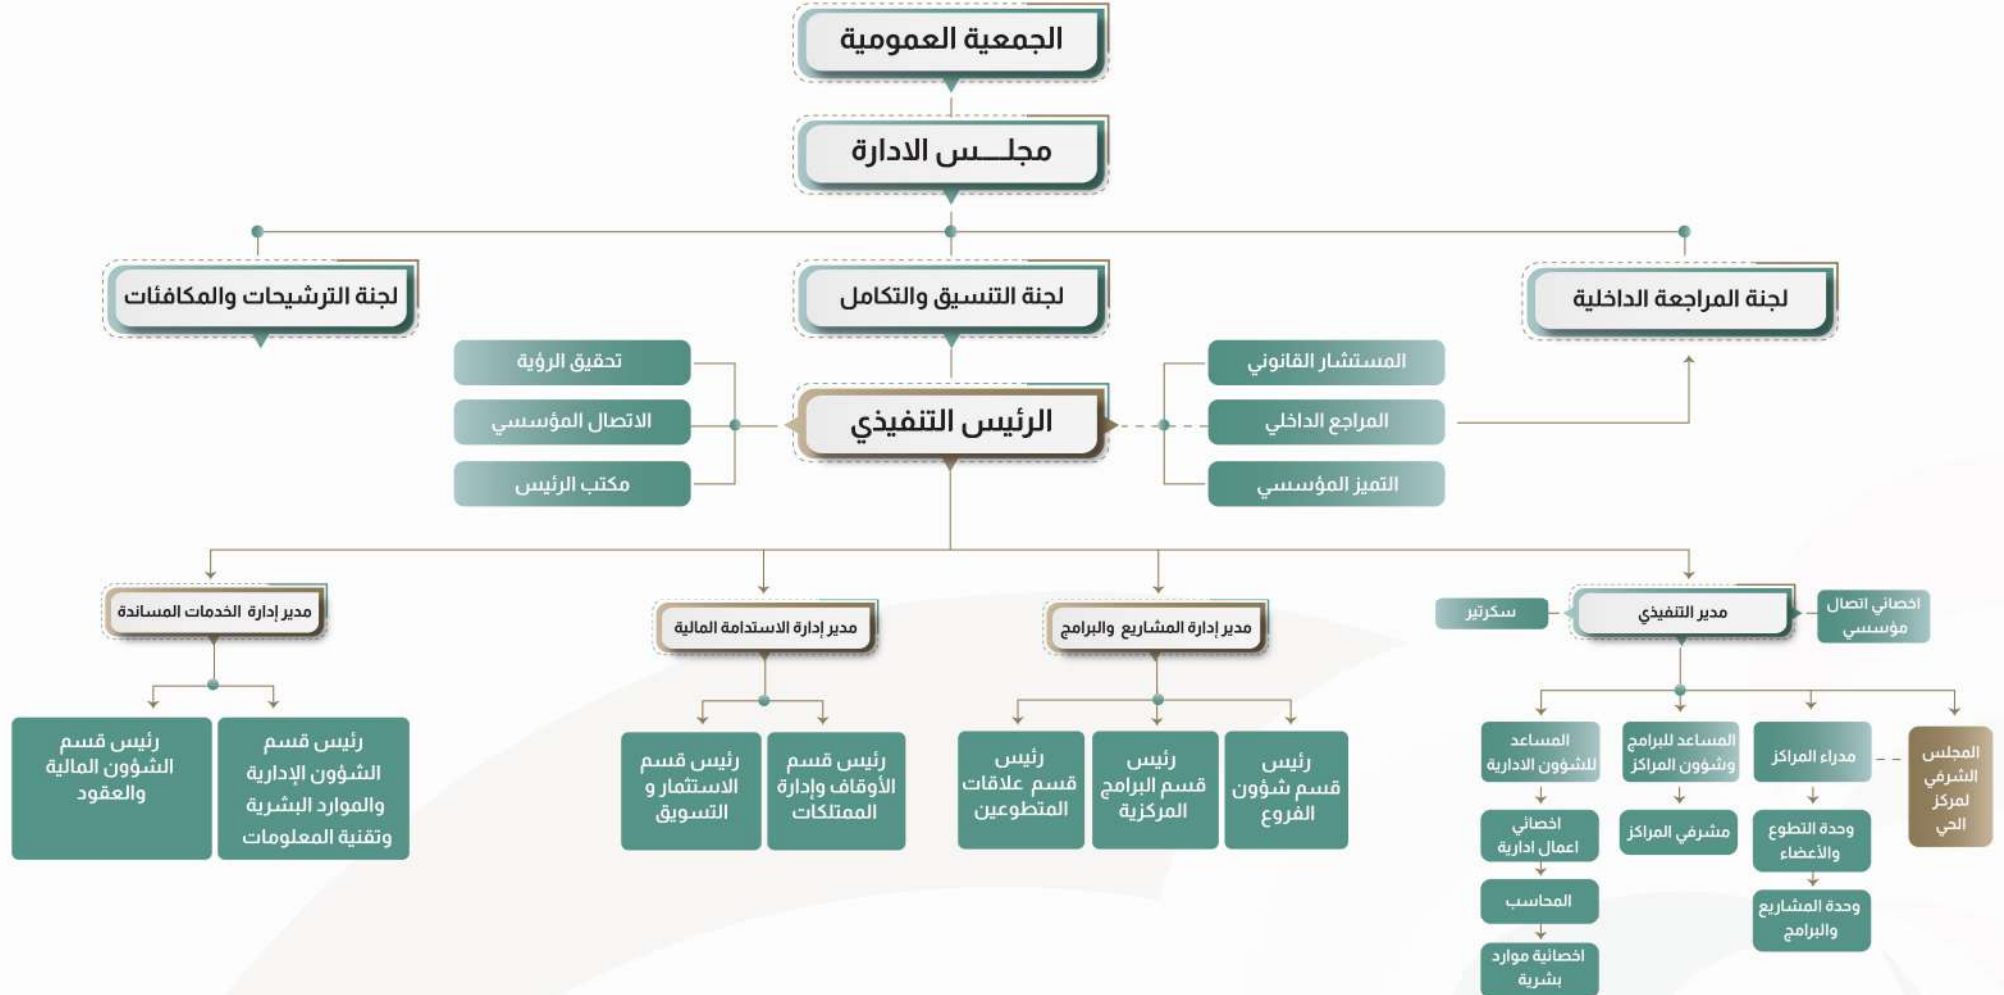 الجمعية العمومية
مجلـــس الادارة
لجنة المراجعة الداخلية
لجنة التنسيق والتكامل
لجنة الترشيحات والمكافئات
المستشار القانوني
المراجع الداخلي
التميز المؤسسي
الرئيس التنفيذي
تحقيق الرؤية
الاتصال المؤسسي
مكتب الرئيس
اخصائي اتصال
مؤسسي
مدير التنفيذي
سكرتير
مدير إدارة المشاريع والبرامج
مدير إدارة الاستدامة المالية
مدير إدارة الخدمات المساندة
المجلس
الشرفي
لمركز
الحي
مدراء المراكز
وحدة التطوع
والأعضاء
وحدة المشاريع
والبرامج
المساعد للبرامج
وشؤون المراكز
مشرفي المراكز
المساعد
للشؤون الادارية
اخصائي
اعمال ادارية
المحاسب
اخصائية موارد
بشرية
رئيس
قسم شؤون
الفروع
رئيس
قسم البرامج
المركزية
رئيس
قسم علاقات
المتطوعين
رئيس قسم
الأوقاف وإدارة
الممتلكات
رئيس قسم
الاستثمار و
التسويق
رئيس قسم
الشؤون الإدارية
والموارد البشرية
وتقنية المعلومات
رئيس قسم
الشؤون المالية
والعقود